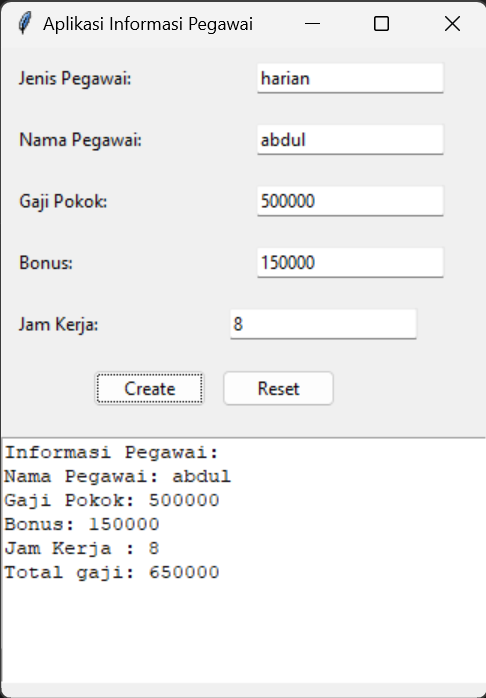 Aplikasi Informasi Pegawai
Jenis Pegawai: harian
Nama Pegawai: abdul
Gaji Pokok: 500000
Bonus: 150000
Jam Kerja: 8
Create Reset
Informasi Pegawai:
Nama Pegawai: abdul
Gaji Pokok: 500000
Bonus: 150000
Jam Kerja : 8
Total gaji: 650000